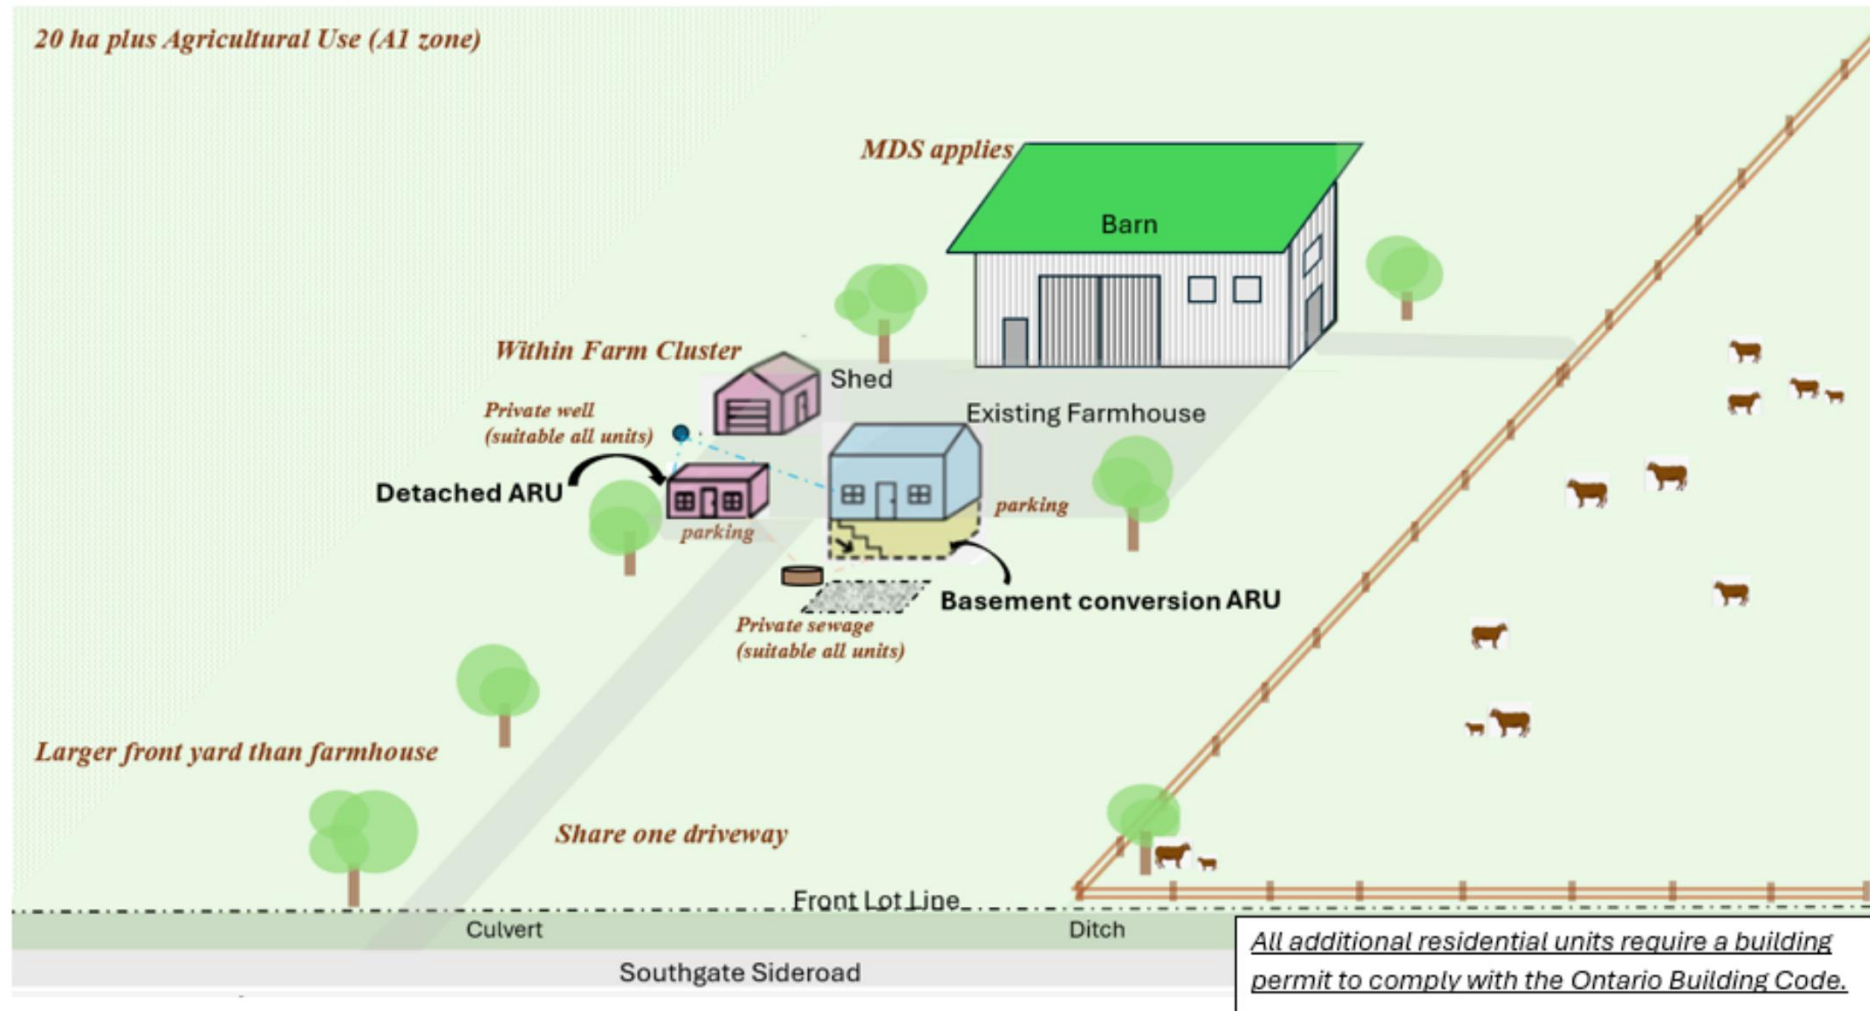 20 ha plus Agricultural Use (A1 zone)
MDS applies
Barn
Within Farm Cluster
Shed
Private well
(suitable all units)
Existing Farmhouse
Detached ARU
parking
parking
Basement conversion ARU
Private sewage
(suitable all units)
Larger front yard than farmhouse
Share one driveway
Front Lot Line
Culvert
Ditch
Southgate Sideroad
All additional residential units require a building
permit to comply with the Ontario Building Code.